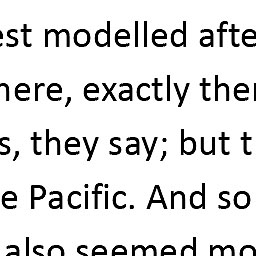 est modelled afte
here, exactly ther
s, they say; but t
e Pacific. And so
also seemed mo